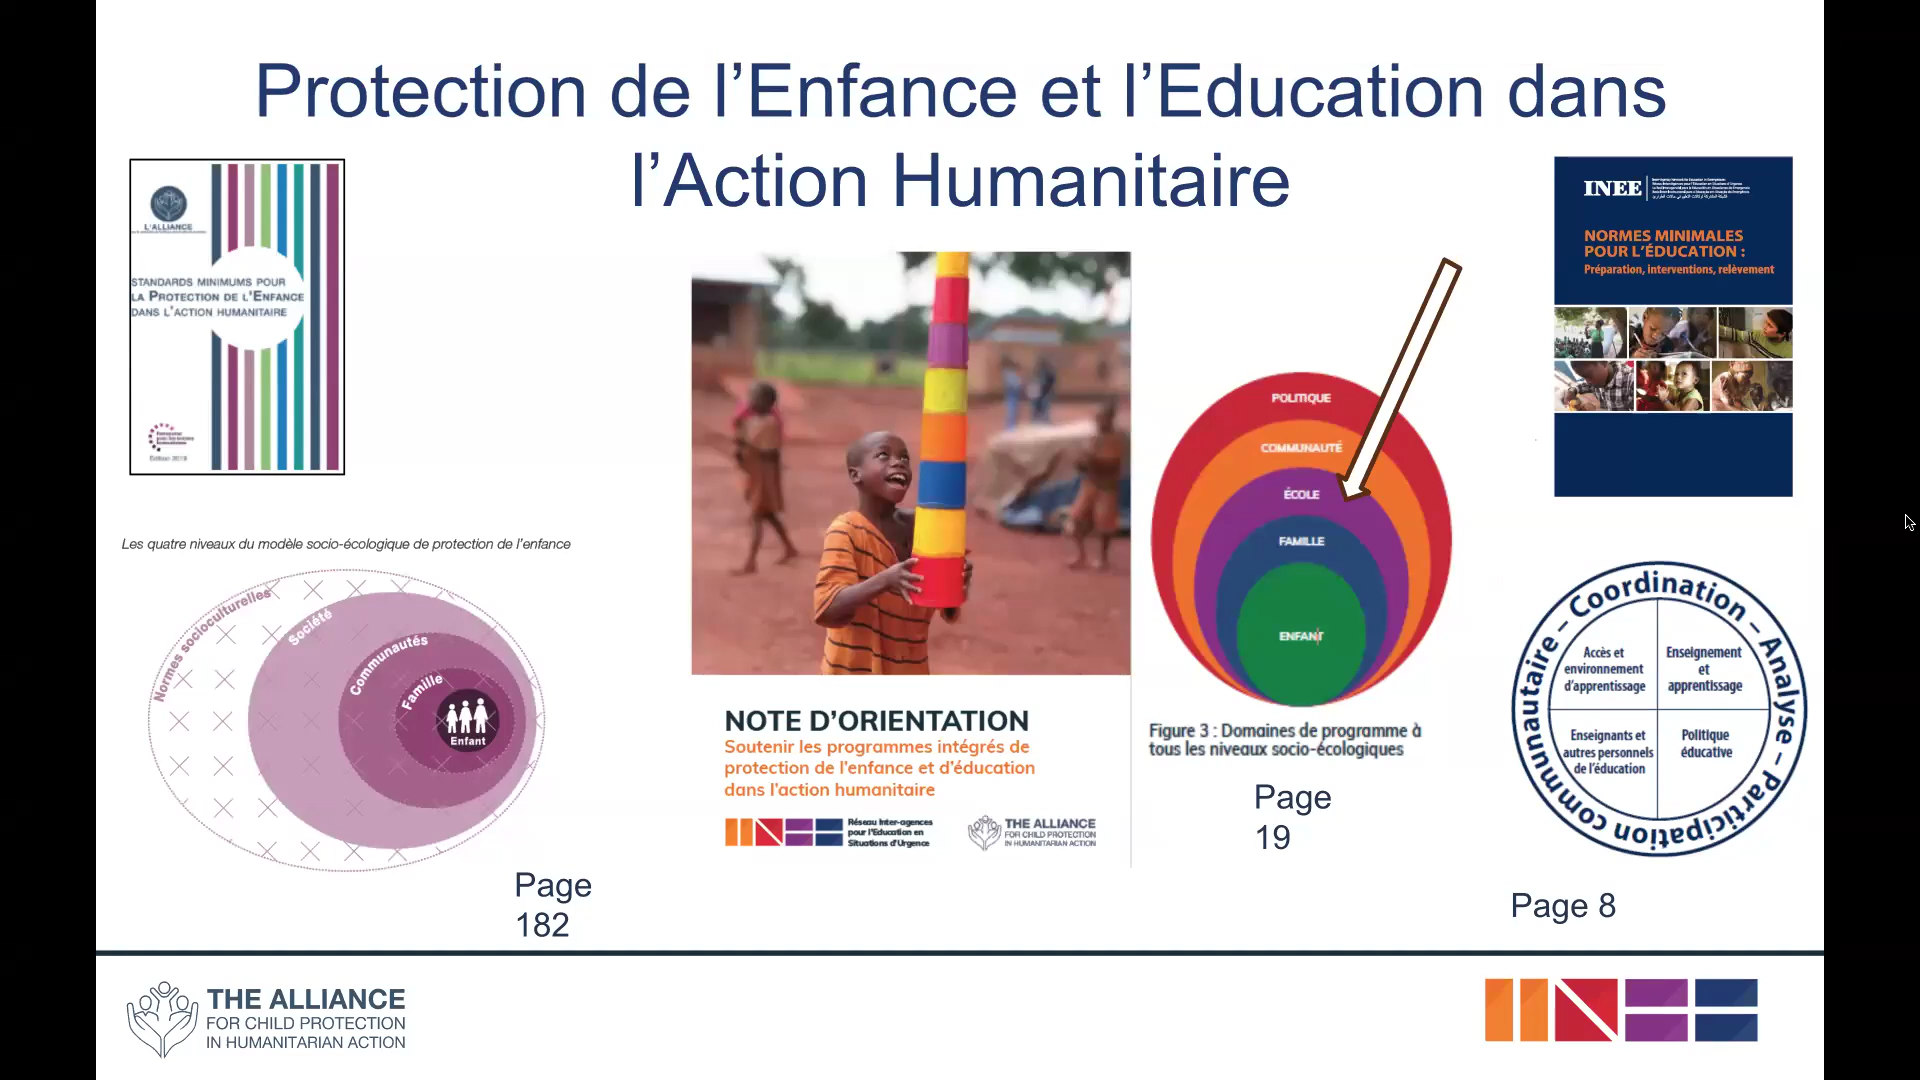 Protection de l’Enfance et l’Education dans
l’Action Humanitaire
L'ALLIANCE
STANDARDS MINIMUMS POUR
LA PROTECTION DE L'ENFANCE
DANS L'ACTION HUMANITAIRE
Édition 2019
Les quatre niveaux du modèle socio-écologique de protection de l'enfance
Normes socioculturelles
Société
Communautés
Famille
Enfant
Page
182
NOTE D'ORIENTATION
Soutenir les programmes intégrés de
protection de l'enfance et d'éducation
dans l'action humanitaire
Réseau Inter-agences
pour l'Education en
Situations d'Urgence
THE ALLIANCE
FOR CHILD PROTECTION
IN HUMANITARIAN ACTION
POLITIQUE
COMMUNAUTÉ
ÉCOLE
FAMILLE
ENFANT
Figure 3 : Domaines de programme à
tous les niveaux socio-écologiques
Page
19
INEE
NORMES MINIMALES
POUR L'ÉDUCATION :
Préparation, interventions, relèvement
Coordination – Analyse – Participation communautaire –
Accès et
environnement
d'apprentissage
Enseignement
et
apprentissage
Enseignants et
autres personnels
de l'éducation
Politique
éducative
Page 8
THE ALLIANCE
FOR CHILD PROTECTION
IN HUMANITARIAN ACTION
INEE